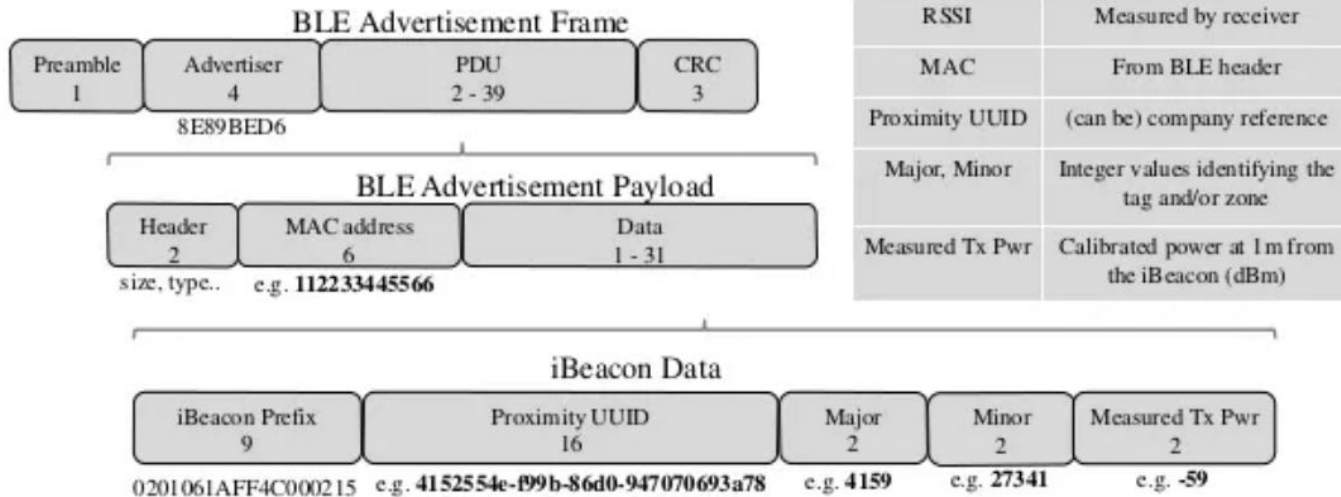 BLE Advertisement Frame
Preamble
1
Advertiser
4
PDU
2 - 39
CRC
3
8E89BED6
BLE Advertisement Payload
Header
2
MAC address
6
Data
1 - 31
size, type..
e.g. 112233445566
RSSI
Measured by receiver
MAC
From BLE header
Proximity UUID
(can be) company reference
Major, Minor
Integer values identifying the
tag and/or zone
Measured Tx Pwr
Calibrated power at 1m from
the iBeacon (dBm)
iBeacon Data
iBeacon Prefix
9
Proximity UUID
16
Major
2
Minor
2
Measured Tx Pwr
2
0201061AFF4C000215
e.g. 4152554e-f99b-86d0-947070693a78
e.g. 4159
e.g. 27341
e.g. -59